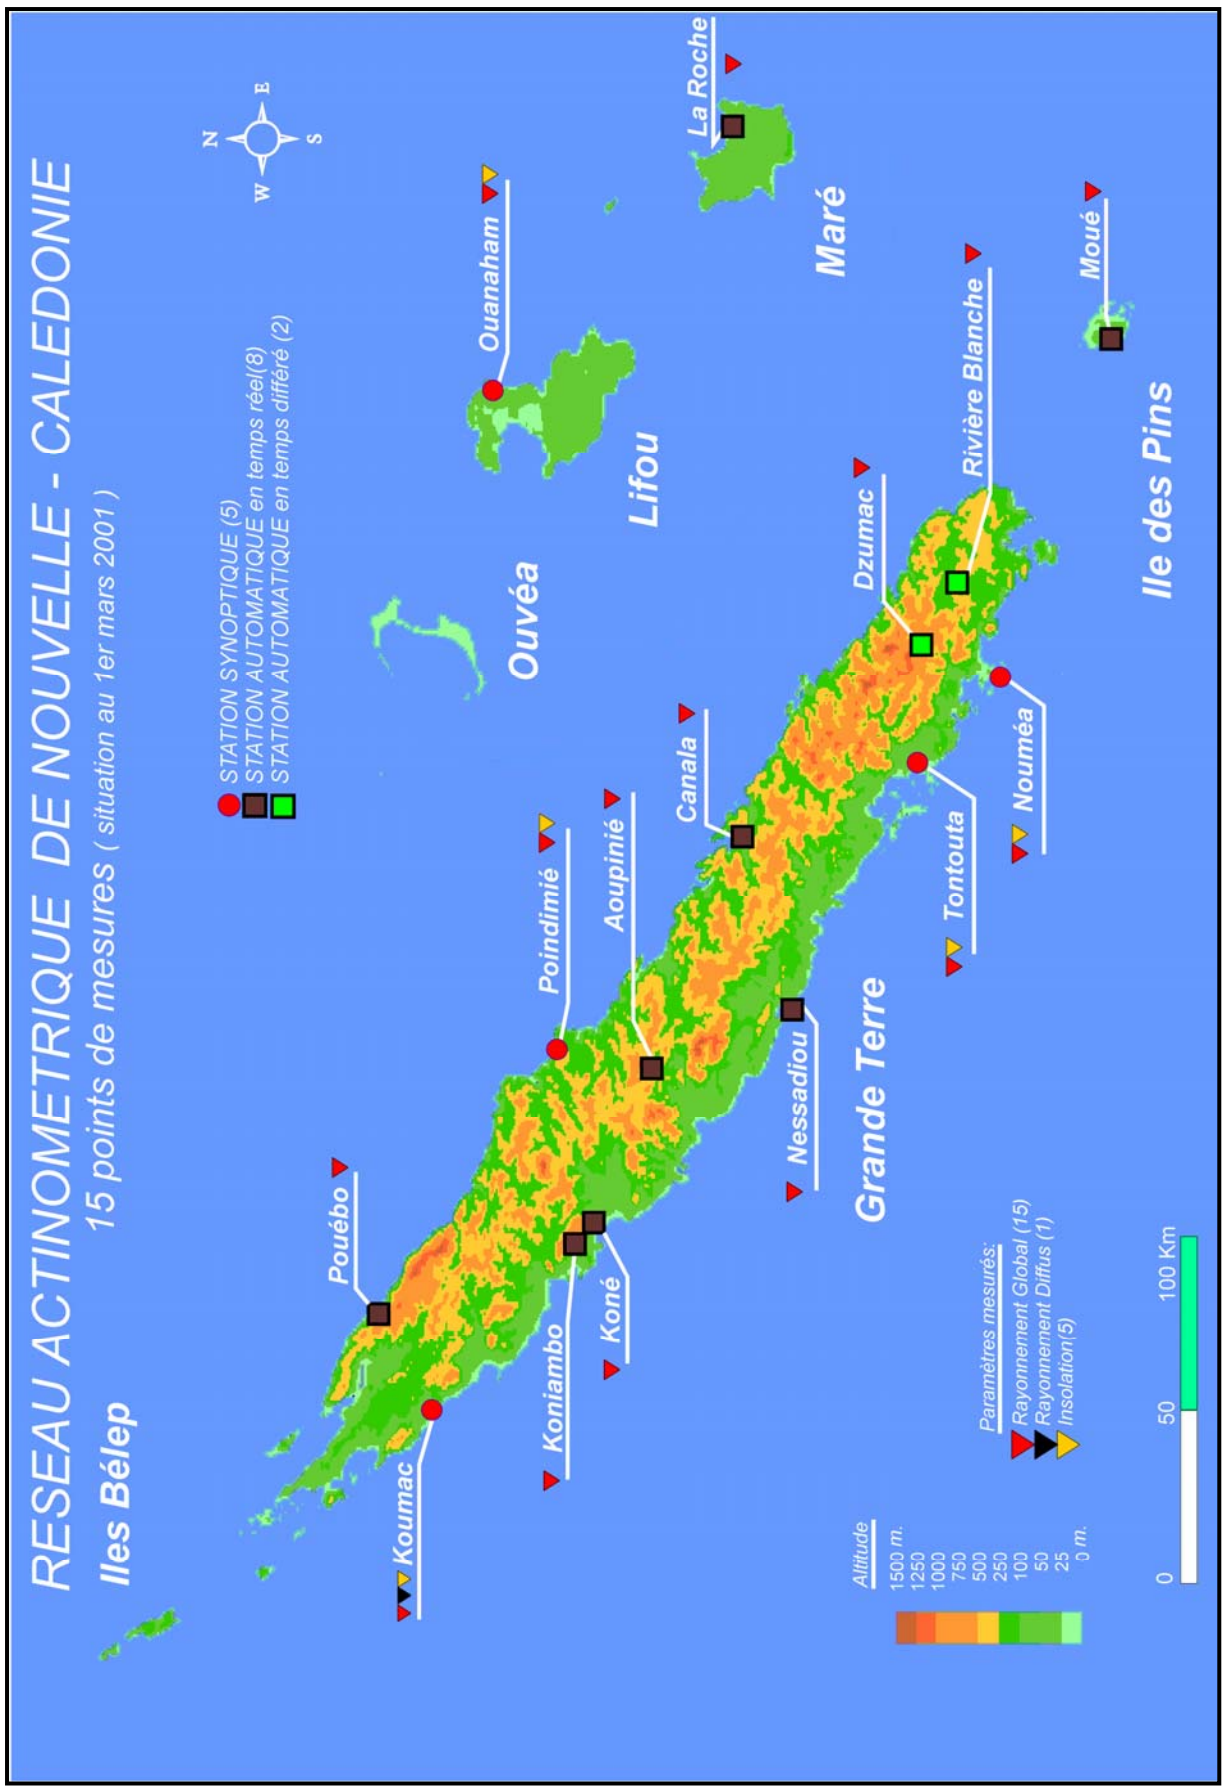 RESEAU ACTINOMETRIQUE DE NOUVELLE - CALEDONIE
15 points de mesures ( situation au 1er mars 2001 )
Iles Bélep
N
W
E
S
STATION SYNOPTIQUE (5)
STATION AUTOMATIQUE en temps réel(8)
STATION AUTOMATIQUE en temps différé (2)
Pouébo
Koumac
Poindimié
Ouanaham
Ouvéa
Koniambo
Koné
Aoupinié
Lifou
Canala
La Roche
Nessadiou
Maré
Dzumac
Grande Terre
Tontouta
Rivière Blanche
Nouméa
Moué
Ile des Pins
Altitude
1500 m.
1250
1000
750
500
250
100
50
25
0 m.
Paramètres mesurés:
Rayonnement Global (15)
Rayonnement Diffus (1)
Insolation(5)
0
50
100 Km